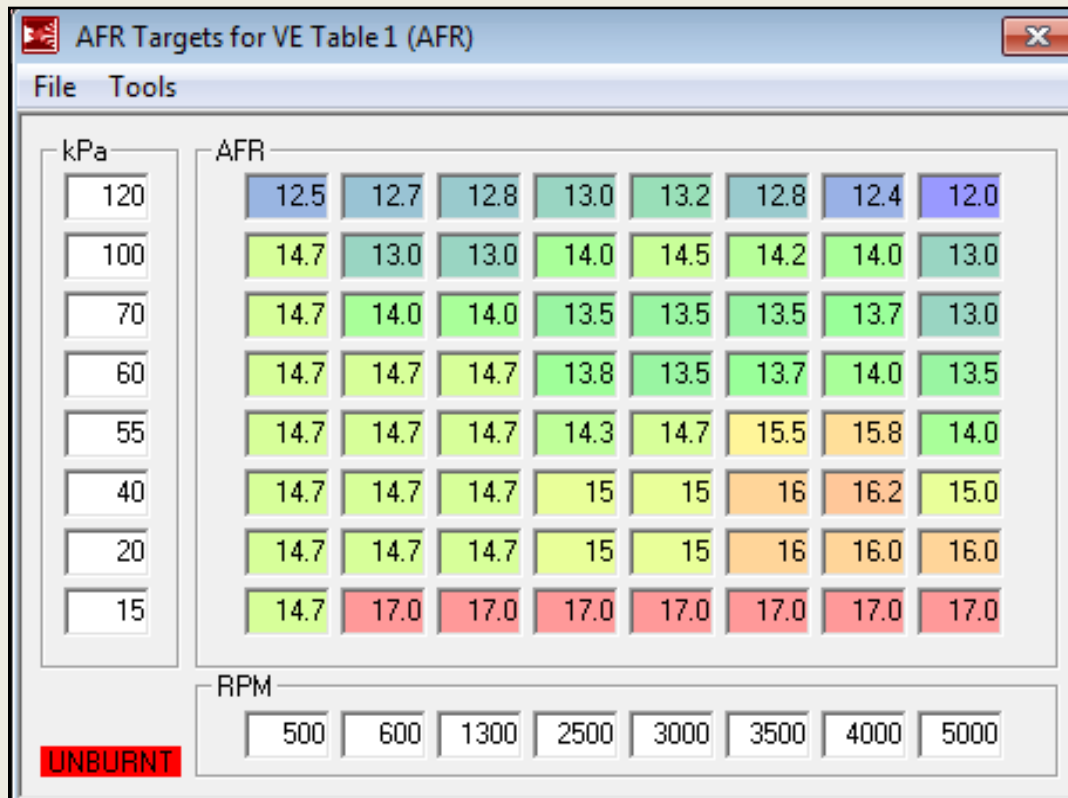 AFR Targets for VE Table 1 (AFR)
File Tools
kPa AFR
120 12.5 12.7 12.8 13.0 13.2 12.8 12.4 12.0
100 14.7 13.0 13.0 14.0 14.5 14.2 14.0 13.0
70 14.7 14.0 14.0 13.5 13.5 13.5 13.7 13.0
60 14.7 14.7 14.7 13.8 13.5 13.7 14.0 13.5
55 14.7 14.7 14.7 14.3 14.7 15.5 15.8 14.0
40 14.7 14.7 14.7 15 15 16 16.2 15.0
20 14.7 14.7 14.7 15 15 16 16.0 16.0
15 14.7 17.0 17.0 17.0 17.0 17.0 17.0 17.0
RPM
500 600 1300 2500 3000 3500 4000 5000
UNBURNT